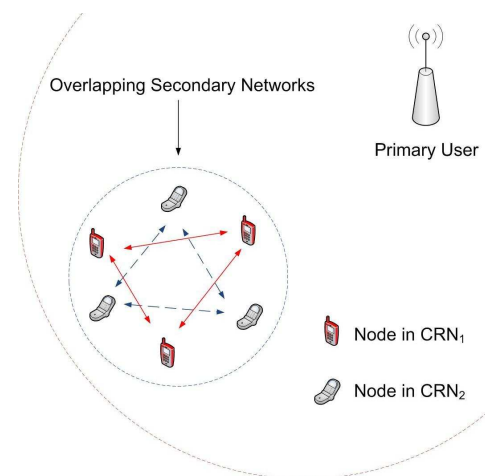 Overlapping Secondary Networks
Primary User
Node in CRN₁
Node in CRN₂